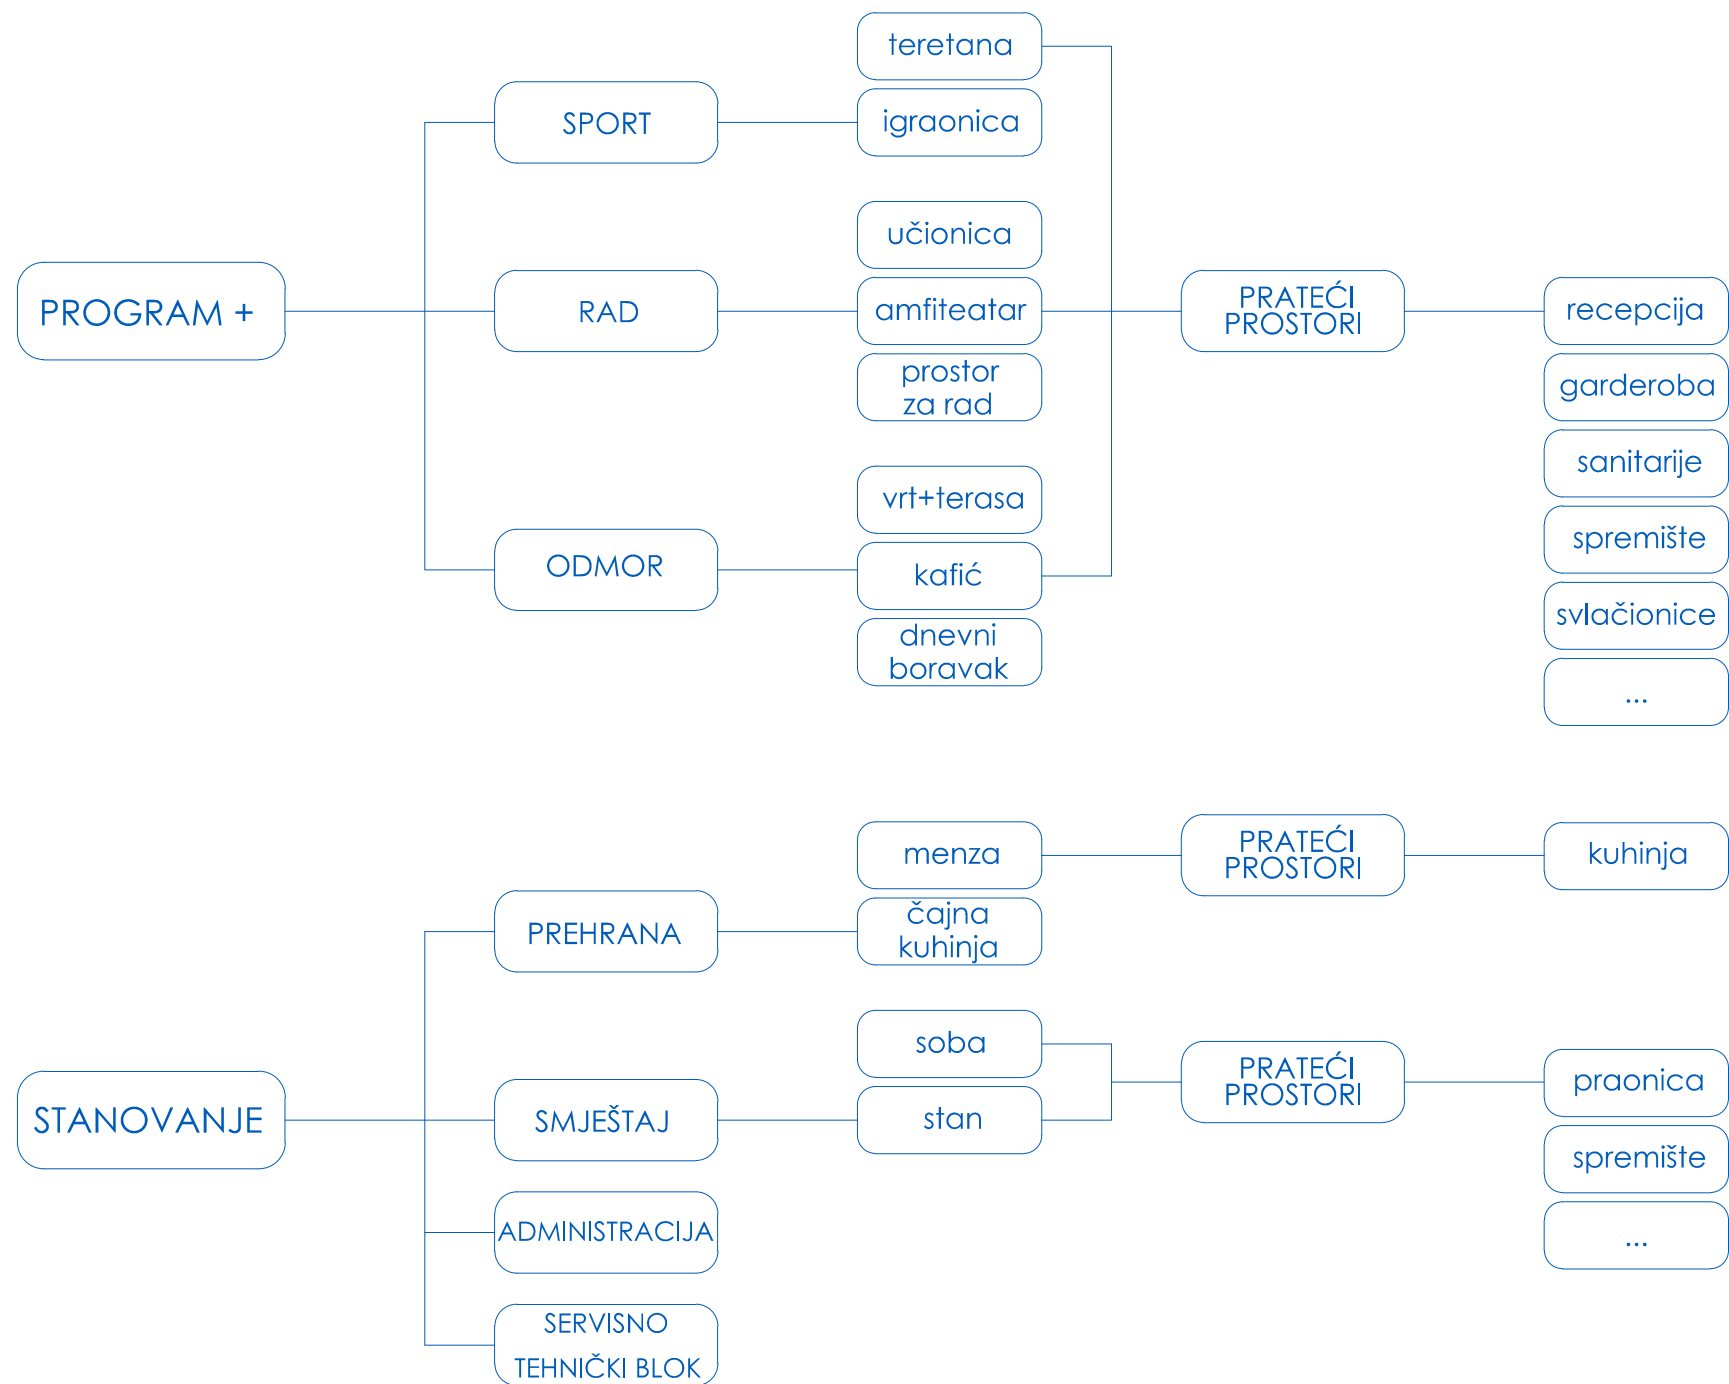 teretana
SPORT
igraonica
učionica
PROGRAM +
RAD
amfiteatar
PRATEĆI
PROSTORI
recepcija
prostor
za rad
garderoba
sanitarije
vrt+terasa
spremište
ODMOR
kafić
svlačionice
dnevni
boravak
...
menza
PRATEĆI
PROSTORI
kuhinja
PREHRANA
čajna
kuhinja
soba
PRATEĆI
PROSTORI
praonica
STANOVANJE
SMJEŠTAJ
stan
spremište
ADMINISTRACIJA
...
SERVISNO
TEHNIČKI BLOK